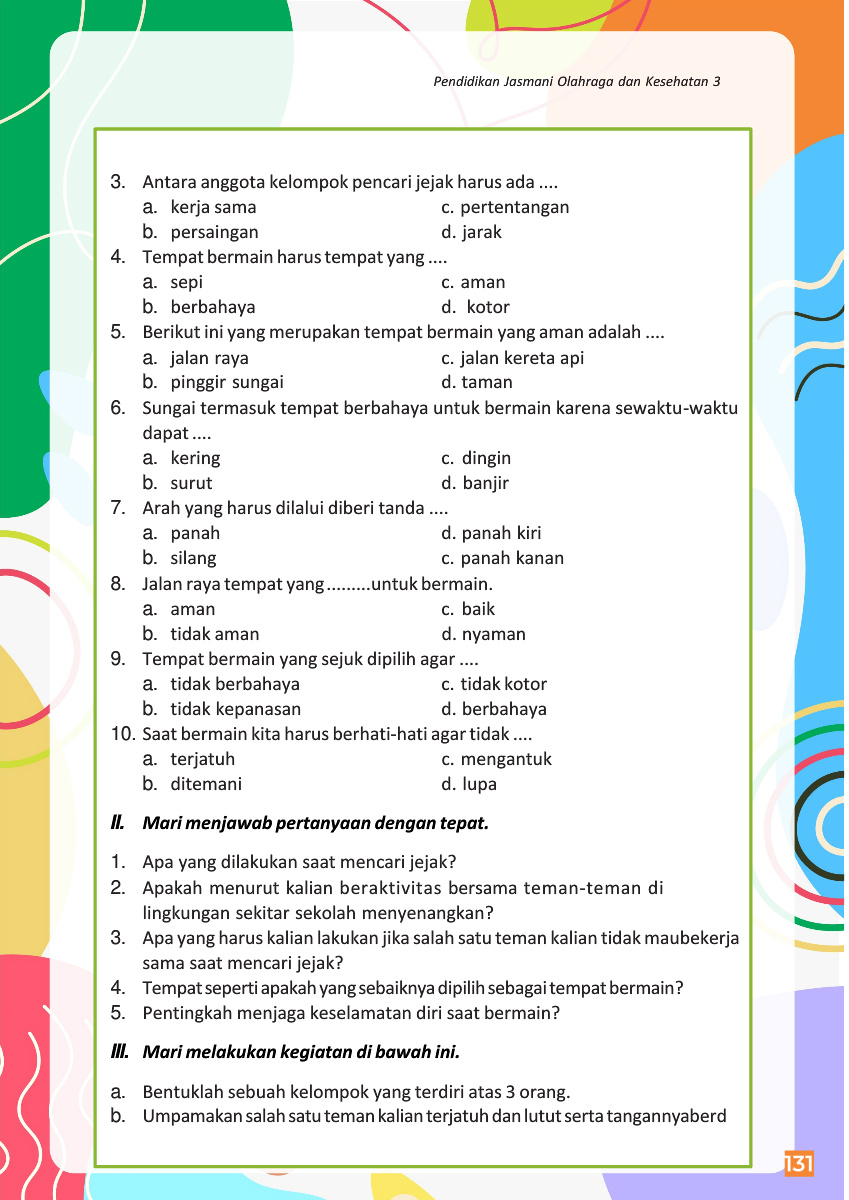 Pendidikan Jasmani Olahraga dan Kesehatan 3
3. Antara anggota kelompok pencari jejak harus ada ....
a. kerja sama c. pertentangan
b. persaingan d. jarak
4. Tempat bermain harus tempat yang ....
a. sepi c. aman
b. berbahaya d. kotor
5. Berikut ini yang merupakan tempat bermain yang aman adalah ....
a. jalan raya c. jalan kereta api
b. pinggir sungai d. taman
6. Sungai termasuk tempat berbahaya untuk bermain karena sewaktu-waktu
dapat ....
a. kering c. dingin
b. surut d. banjir
7. Arah yang harus dilalui diberi tanda ....
a. panah d. panah kiri
b. silang c. panah kanan
8. Jalan raya tempat yang .........untuk bermain.
a. aman c. baik
b. tidak aman d. nyaman
9. Tempat bermain yang sejuk dipilih agar ....
a. tidak berbahaya c. tidak kotor
b. tidak kepanasan d. berbahaya
10. Saat bermain kita harus berhati-hati agar tidak ....
a. terjatuh c. mengantuk
b. ditemani d. lupa
II. Mari menjawab pertanyaan dengan tepat.
1. Apa yang dilakukan saat mencari jejak?
2. Apakah menurut kalian beraktivitas bersama teman-teman di
lingkungan sekitar sekolah menyenangkan?
3. Apa yang harus kalian lakukan jika salah satu teman kalian tidak maubekerja
sama saat mencari jejak?
4. Tempat seperti apakah yang sebaiknya dipilih sebagai tempat bermain?
5. Pentingkah menjaga keselamatan diri saat bermain?
III. Mari melakukan kegiatan di bawah ini.
a. Bentuklah sebuah kelompok yang terdiri atas 3 orang.
b. Umpamakan salah satu teman kalian terjatuh dan lutut serta tangannyaberd
131